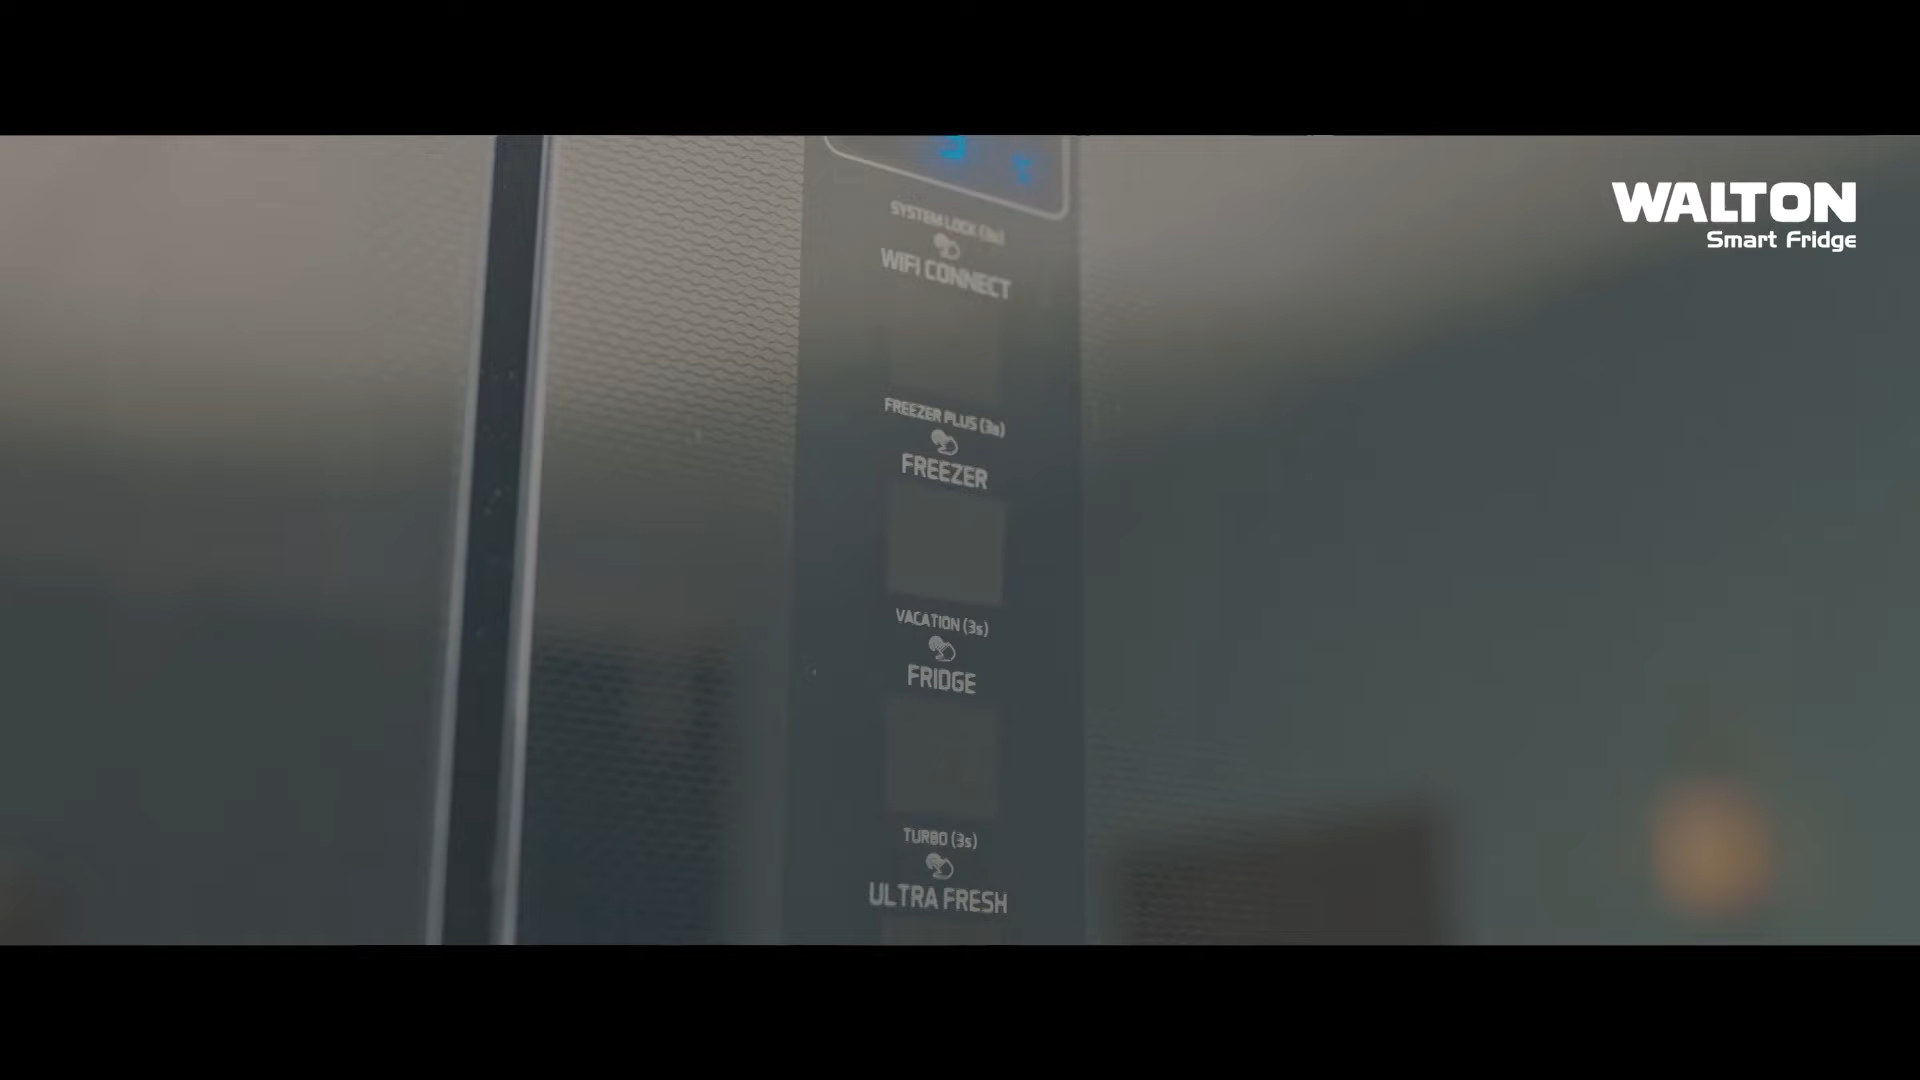 WALTON
Smart Fridge
℃
SYSTEM LOCK (3s)
WIFI CONNECT
FREEZER PLUS (3s)
FREEZER
VACATION (3s)
FRIDGE
TURBO (3s)
ULTRA FRESH